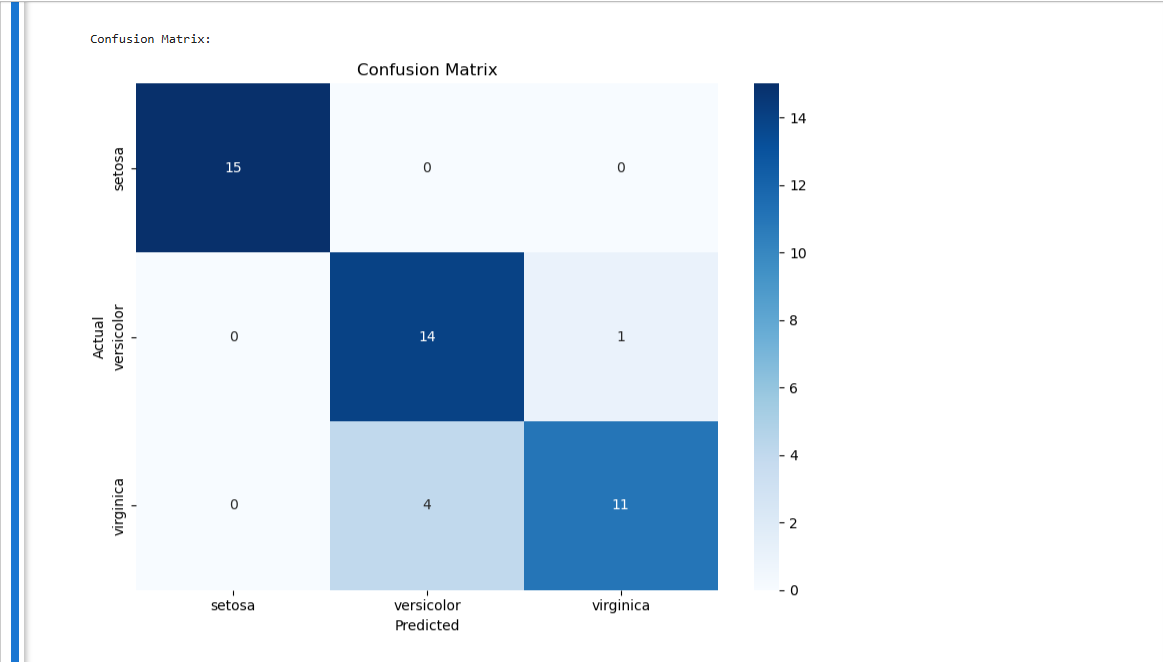 Confusion Matrix:
Confusion Matrix
setosa 15 0 0
versicolor 0 14 1
virginica 0 4 11
Actual
setosa versicolor virginica
Predicted
14
12
10
8
6
4
2
0